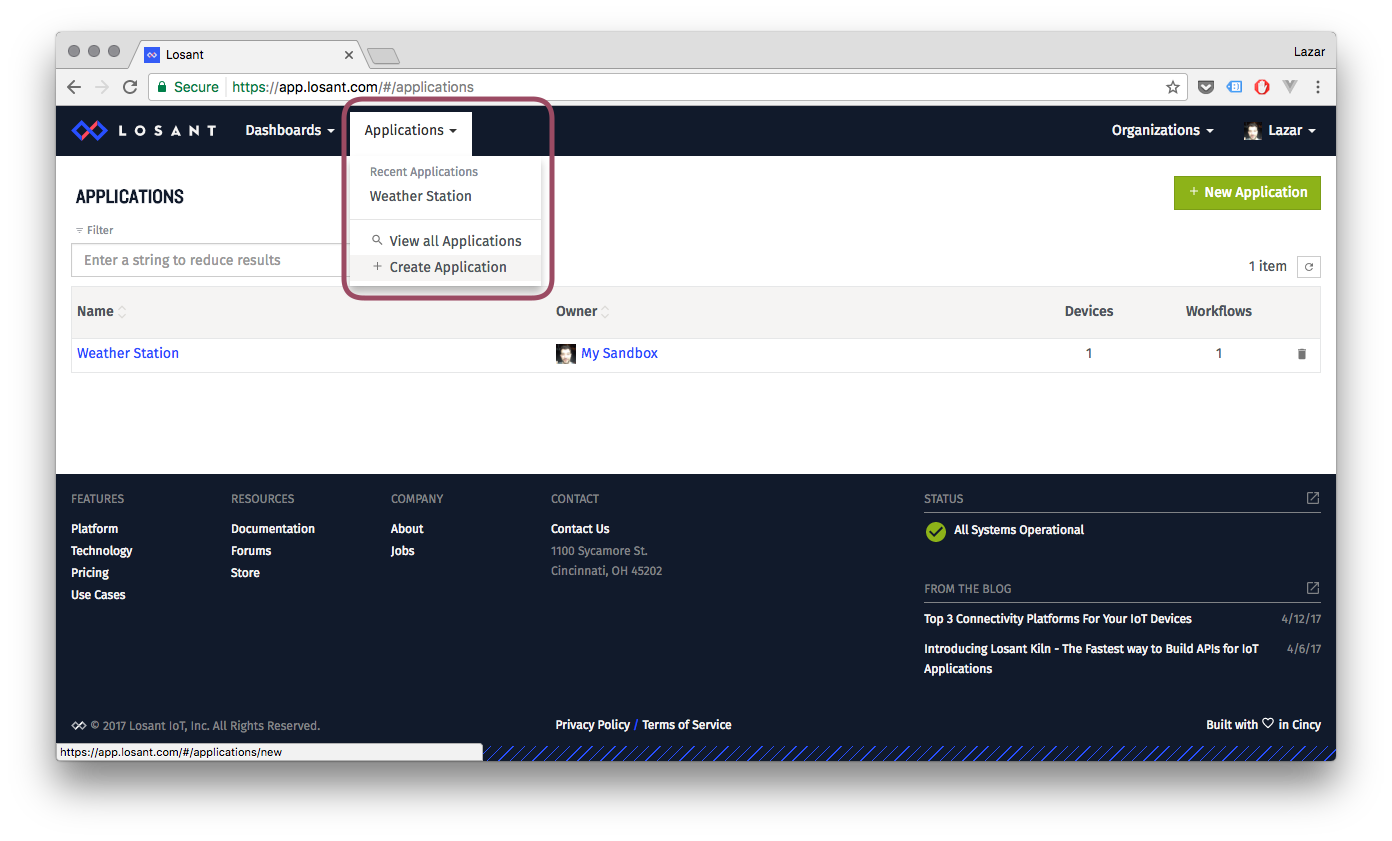 Losant
Lazar
Secure https://app.losant.com/#/applications
LOSANT Dashboards Applications Organizations Lazar
Recent Applications
Weather Station
View all Applications
+ Create Application
APPLICATIONS
+ New Application
Filter
Enter a string to reduce results
1 item
Name Owner Devices Workflows
Weather Station My Sandbox 1 1
FEATURES
Platform
Technology
Pricing
Use Cases
RESOURCES
Documentation
Forums
Store
COMPANY
About
Jobs
CONTACT
Contact Us
1100 Sycamore St.
Cincinnati, OH 45202
STATUS
All Systems Operational
FROM THE BLOG
Top 3 Connectivity Platforms For Your IoT Devices 4/12/17
Introducing Losant Kiln - The Fastest way to Build APIs for IoT 4/6/17
Applications
© 2017 Losant IoT, Inc. All Rights Reserved. Privacy Policy / Terms of Service Built with ♡ in Cincy
https://app.losant.com/#/applications/new